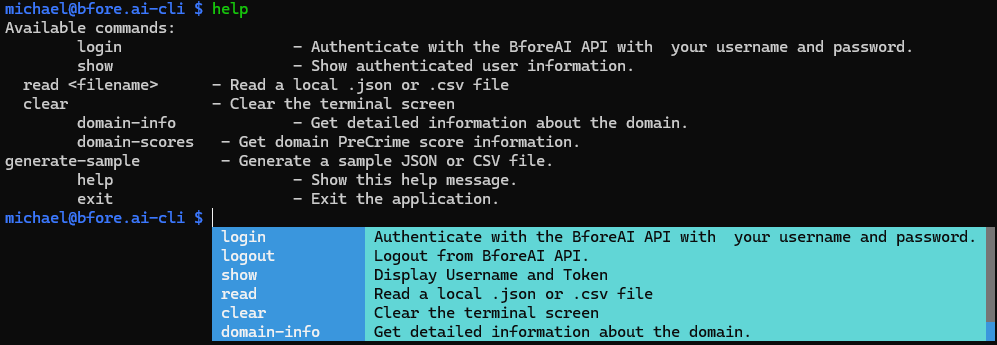 michael@bfore.ai-cli $ help
Available commands:
login - Authenticate with the BforeAI API with  your username and password.
show - Show authenticated user information.
read <filename> - Read a local .json or .csv file
clear - Clear the terminal screen
domain-info - Get detailed information about the domain.
domain-scores - Get domain PreCrime score information.
generate-sample - Generate a sample JSON or CSV file.
help - Show this help message.
exit - Exit the application.
michael@bfore.ai-cli $
login Authenticate with the BforeAI API with  your username and password.
logout Logout from BforeAI API.
show Display Username and Token
read Read a local .json or .csv file
clear Clear the terminal screen
domain-info Get detailed information about the domain.